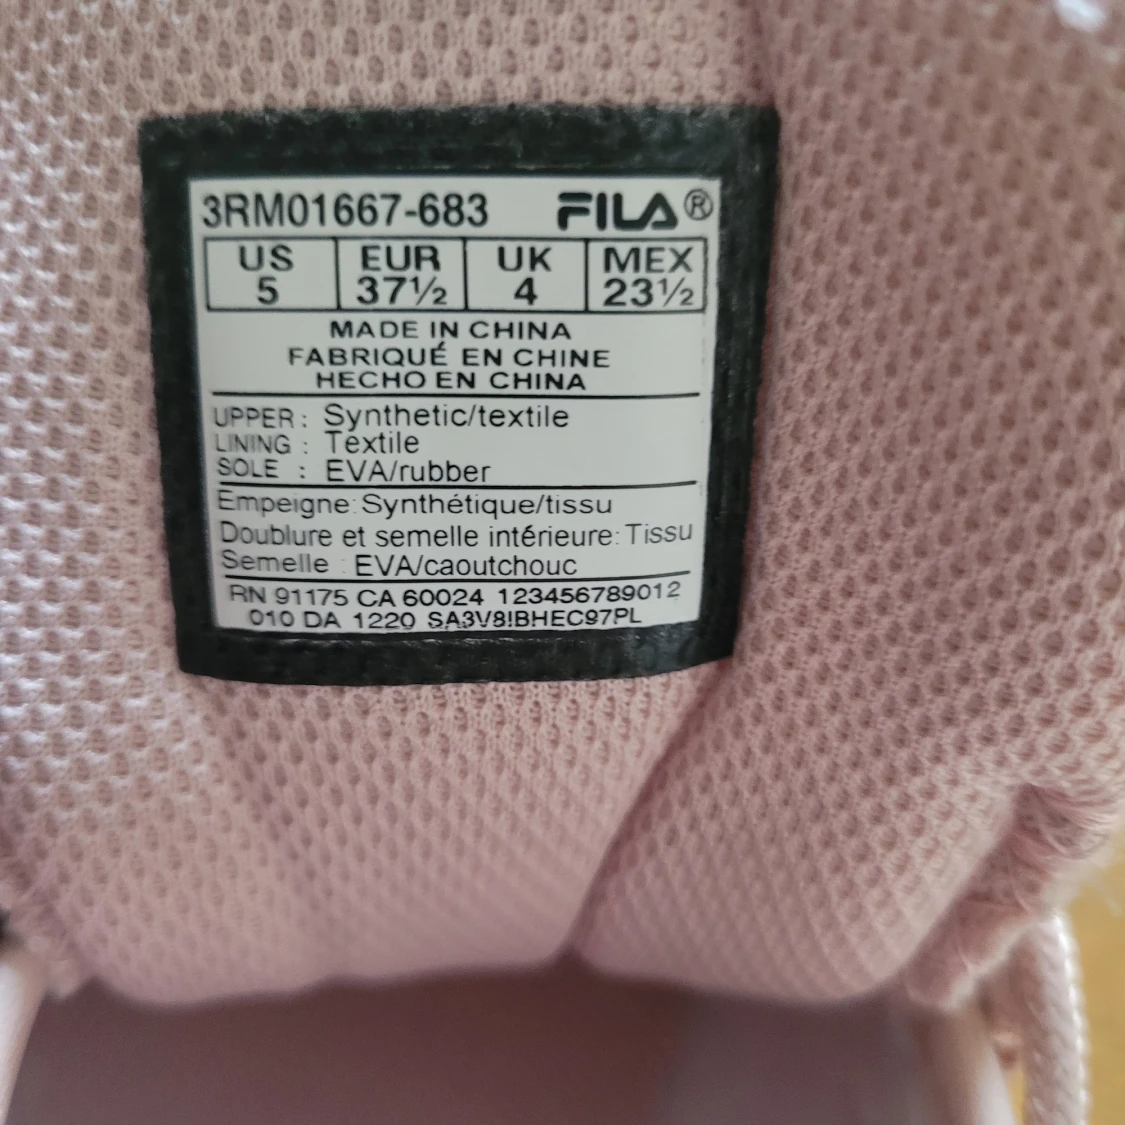 3RM01667-683 FILA®
US EUR UK MEX
5 37½ 4 23½
MADE IN CHINA
FABRIQUÉ EN CHINE
HECHO EN CHINA
UPPER : Synthetic/textile
LINING : Textile
SOLE : EVA/rubber
Empeigne: Synthétique/tissu
Doublure et semelle intérieure: Tissu
Semelle : EVA/caoutchouc
RN 91175 CA 60024 123456789012
010 DA 1220 SA3V8!BHEC97PL